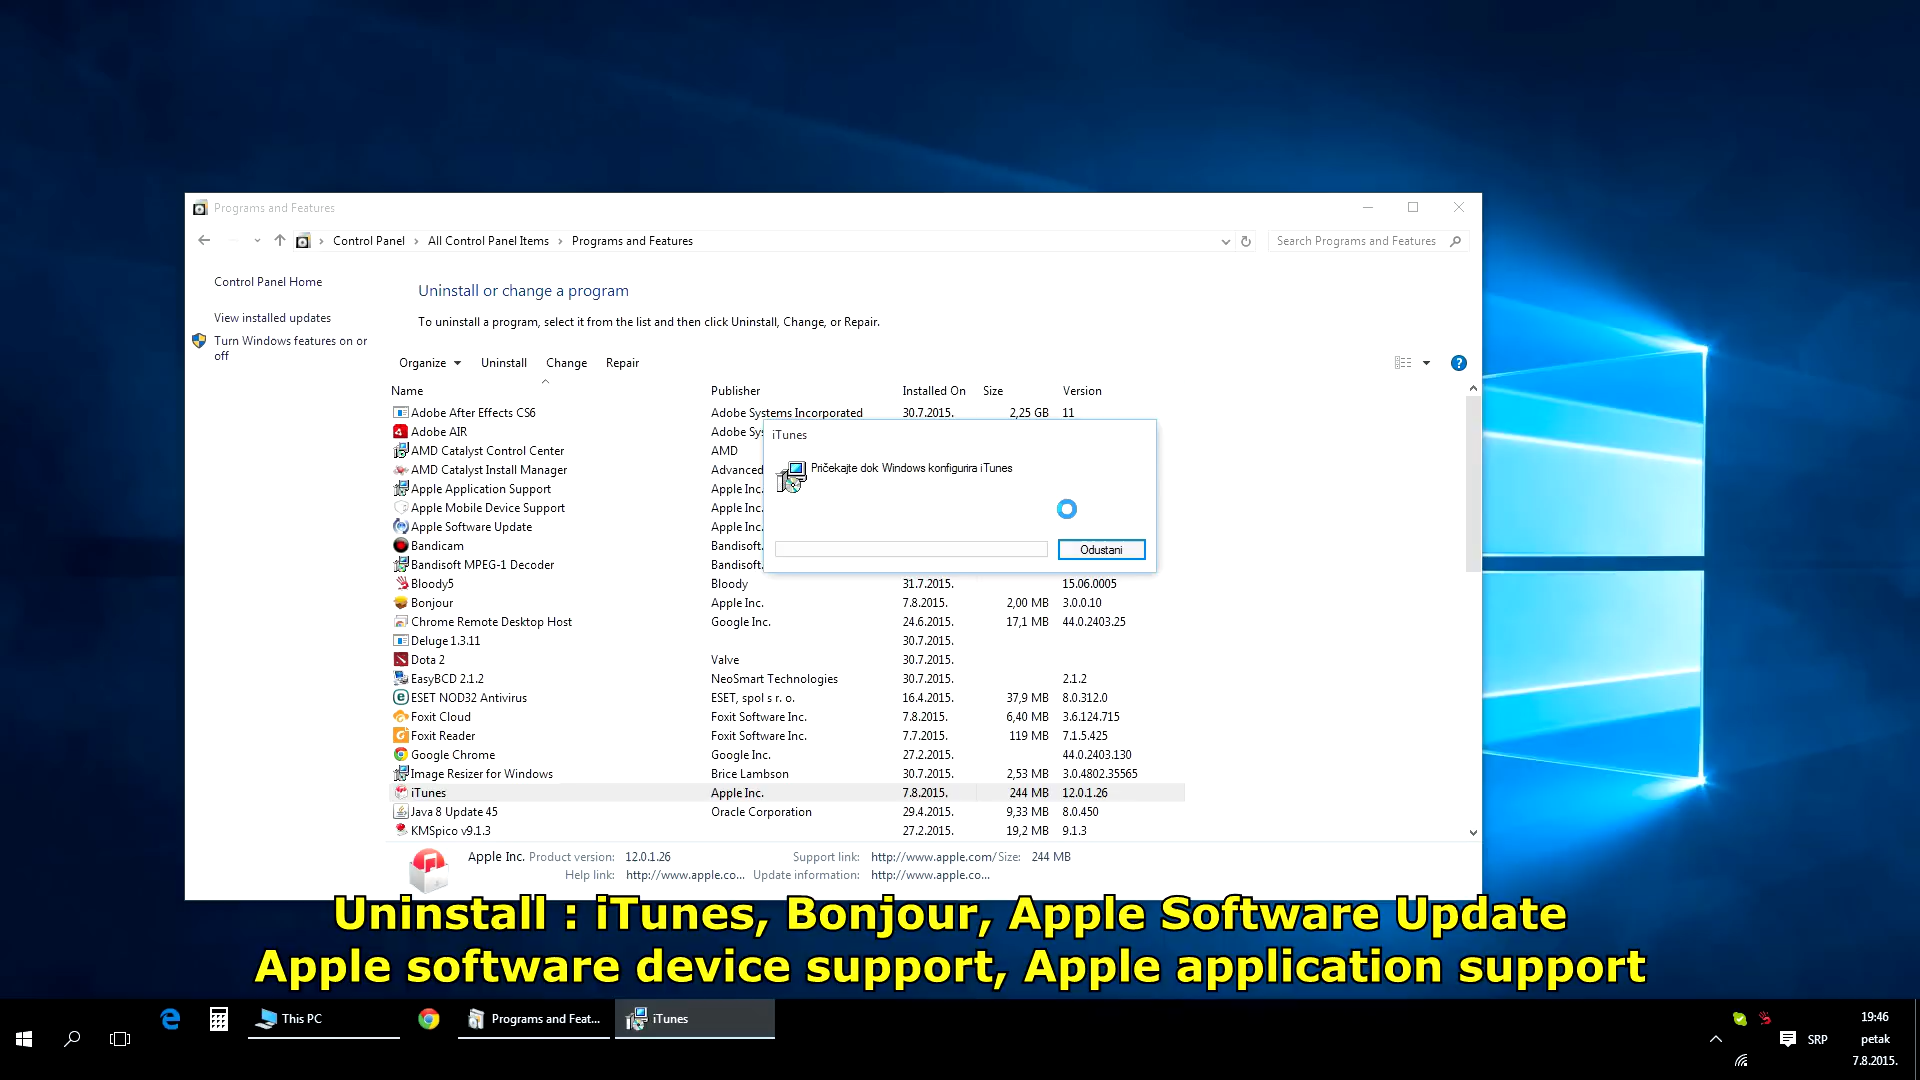 Programs and Features
Control Panel › All Control Panel Items › Programs and Features
Search Programs and Features
Control Panel Home
View installed updates
Turn Windows features on or
off
Uninstall or change a program
To uninstall a program, select it from the list and then click Uninstall, Change, or Repair.
Organize Uninstall Change Repair
Name Publisher Installed On Size Version
Adobe After Effects CS6 Adobe Systems Incorporated 30.7.2015. 2,25 GB 11
Adobe AIR Adobe Sy
AMD Catalyst Control Center AMD
AMD Catalyst Install Manager Advanced
Apple Application Support Apple Inc.
Apple Mobile Device Support Apple Inc.
Apple Software Update Apple Inc.
Bandicam Bandisoft.
Bandisoft MPEG-1 Decoder Bandisoft.
iTunes
Pričekajte dok Windows konfigurira iTunes
Odustani
Bloody5 Bloody 31.7.2015. 15.06.0005
Bonjour Apple Inc. 7.8.2015. 2,00 MB 3.0.0.10
Chrome Remote Desktop Host Google Inc. 24.6.2015. 17,1 MB 44.0.2403.25
Deluge 1.3.11 30.7.2015.
Dota 2 Valve 30.7.2015.
EasyBCD 2.1.2 NeoSmart Technologies 30.7.2015. 2.1.2
ESET NOD32 Antivirus ESET, spol s r. o. 16.4.2015. 37,9 MB 8.0.312.0
Foxit Cloud Foxit Software Inc. 7.8.2015. 6,40 MB 3.6.124.715
Foxit Reader Foxit Software Inc. 7.7.2015. 119 MB 7.1.5.425
Google Chrome Google Inc. 27.2.2015. 44.0.2403.130
Image Resizer for Windows Brice Lambson 30.7.2015. 2,53 MB 3.0.4802.35565
iTunes Apple Inc. 7.8.2015. 244 MB 12.0.1.26
Java 8 Update 45 Oracle Corporation 29.4.2015. 9,33 MB 8.0.450
KMSpico v9.1.3 27.2.2015. 19,2 MB 9.1.3
Apple Inc. Product version: 12.0.1.26 Support link: http://www.apple.com/ Size: 244 MB
Help link: http://www.apple.co... Update information: http://www.apple.co...
Uninstall : iTunes, Bonjour, Apple Software Update
Apple software device support, Apple application support
This PC
Programs and Feat...
iTunes
19:46
SRP petak
7.8.2015.